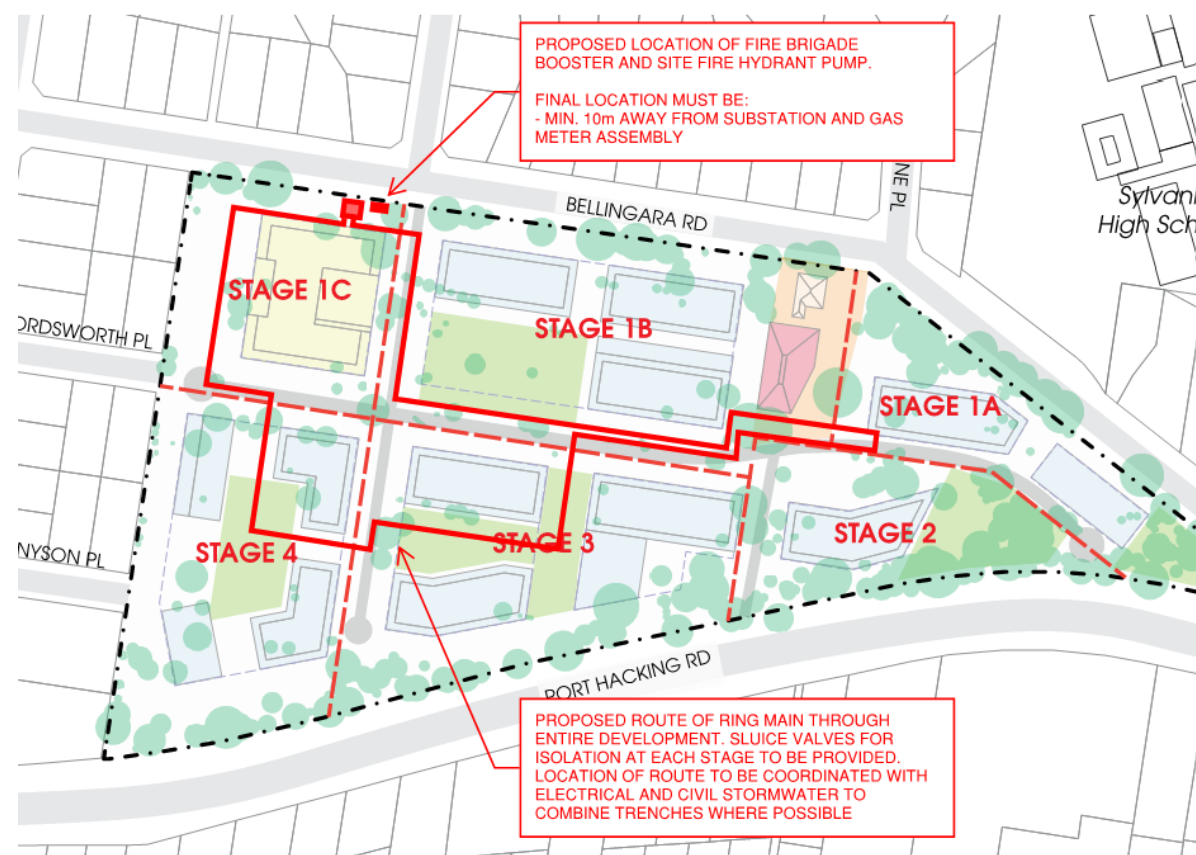 PROPOSED LOCATION OF FIRE BRIGADE
BOOSTER AND SITE FIRE HYDRANT PUMP.
FINAL LOCATION MUST BE:
- MIN. 10m AWAY FROM SUBSTATION AND GAS
METER ASSEMBLY
NE PL
Sylvani
High Sch
BELLINGARA RD
STAGE 1C
STAGE 1B
ORDSWORTH PL
STAGE 1A
STAGE 4
STAGE 3
STAGE 2
NYSON PL
PORT HACKING RD
PROPOSED ROUTE OF RING MAIN THROUGH
ENTIRE DEVELOPMENT. SLUICE VALVES FOR
ISOLATION AT EACH STAGE TO BE PROVIDED.
LOCATION OF ROUTE TO BE COORDINATED WITH
ELECTRICAL AND CIVIL STORMWATER TO
COMBINE TRENCHES WHERE POSSIBLE